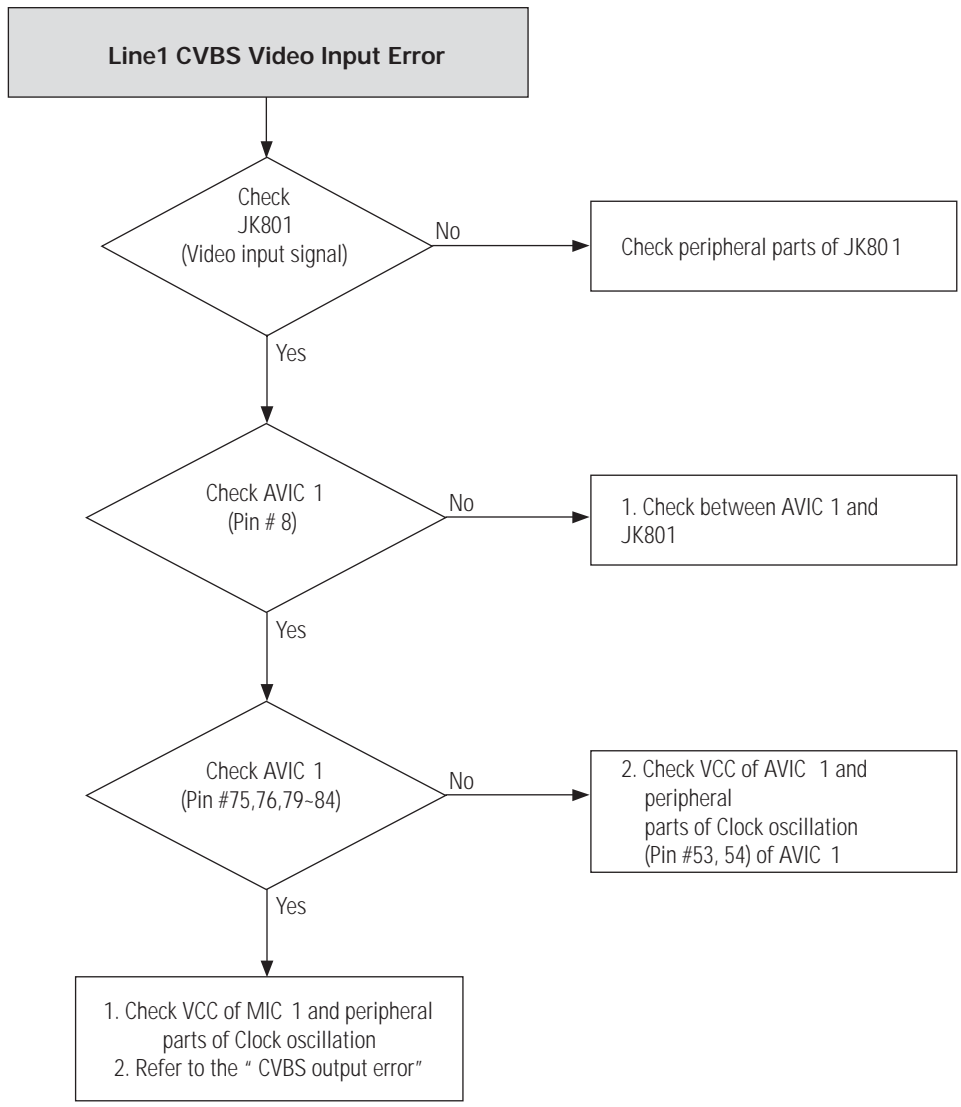 Line1 CVBS Video Input Error
Check
JK801
(Video input signal)
No
Check peripheral parts of JK801
Yes
Check AVIC 1
(Pin # 8)
No
1. Check between AVIC 1 and
JK801
Yes
Check AVIC 1
(Pin #75,76,79~84)
No
2. Check VCC of AVIC 1 and
peripheral
parts of Clock oscillation
(Pin #53, 54) of AVIC 1
Yes
1. Check VCC of MIC 1 and peripheral
parts of Clock oscillation
2. Refer to the " CVBS output error"